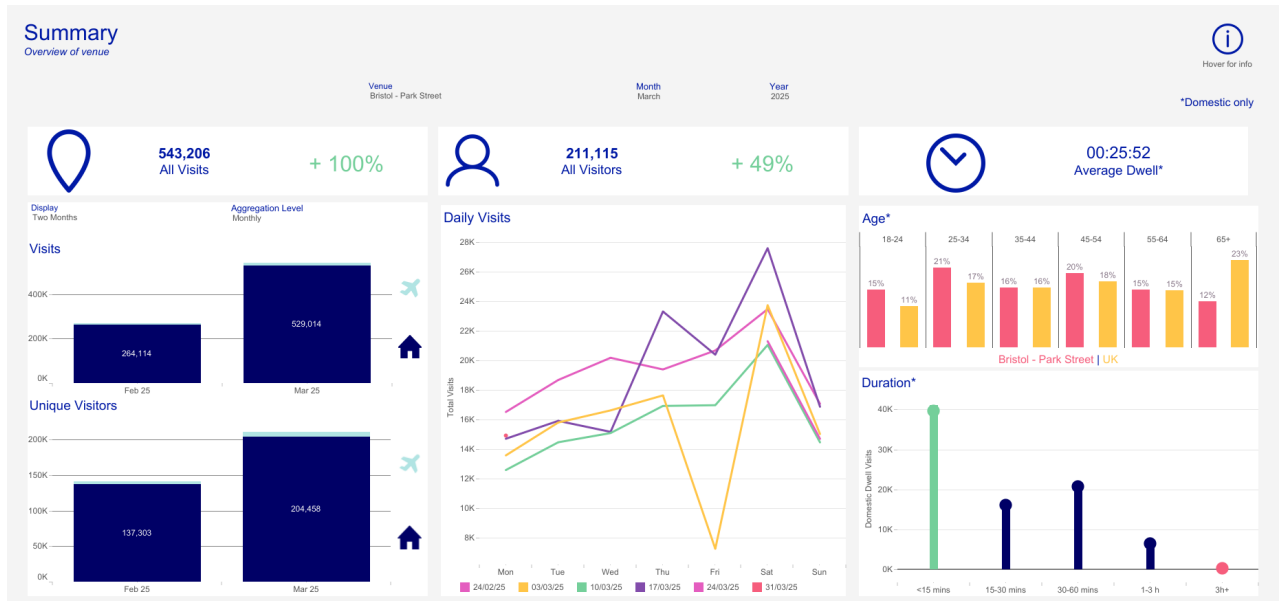 Summary
Overview of venue
Hover for info
Venue
Bristol - Park Street
Month
March
Year
2025
*Domestic only
543,206
All Visits
+ 100%
211,115
All Visitors
+ 49%
00:25:52
Average Dwell*
Display
Two Months
Aggregation Level
Monthly
Visits
400K
200K
0K
264,114
529,014
Feb 25
Mar 25
Unique Visitors
200K
150K
100K
50K
0K
137,303
204,458
Feb 25
Mar 25
Daily Visits
Total Visits
28K
26K
24K
22K
20K
18K
16K
14K
12K
10K
8K
Mon Tue Wed Thu Fri Sat Sun
24/02/25 03/03/25 10/03/25 17/03/25 24/03/25 31/03/25
Age*
18-24 25-34 35-44 45-54 55-64 65+
15% 11% 21% 17% 16% 16% 20% 18% 15% 15% 12% 23%
Bristol - Park Street | UK
Duration*
Domestic Dwell Visits
40K
30K
20K
10K
0K
<15 mins 15-30 mins 30-60 mins 1-3 h 3h+